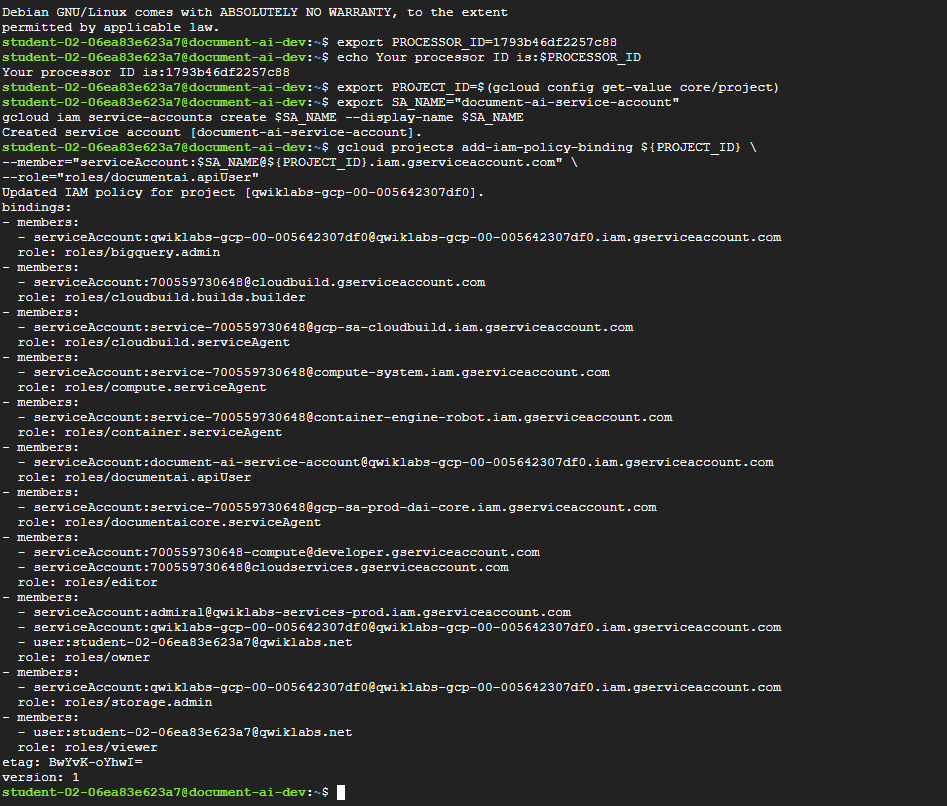 Debian GNU/Linux comes with ABSOLUTELY NO WARRANTY, to the extent
permitted by applicable law.
student-02-06ea83e623a7@document-ai-dev:~$ export PROCESSOR_ID=1793b46df2257c88
student-02-06ea83e623a7@document-ai-dev:~$ echo Your processor ID is:$PROCESSOR_ID
Your processor ID is:1793b46df2257c88
student-02-06ea83e623a7@document-ai-dev:~$ export PROJECT_ID=$(gcloud config get-value core/project)
student-02-06ea83e623a7@document-ai-dev:~$ export SA_NAME="document-ai-service-account"
gcloud iam service-accounts create $SA_NAME --display-name $SA_NAME
Created service account [document-ai-service-account].
student-02-06ea83e623a7@document-ai-dev:~$ gcloud projects add-iam-policy-binding ${PROJECT_ID} \
--member="serviceAccount:$SA_NAME@${PROJECT_ID}.iam.gserviceaccount.com" \
--role="roles/documentai.apiUser"
Updated IAM policy for project [qwiklabs-gcp-00-005642307df0].
bindings:
- members:
  - serviceAccount:qwiklabs-gcp-00-005642307df0@qwiklabs-gcp-00-005642307df0.iam.gserviceaccount.com
  role: roles/bigquery.admin
- members:
  - serviceAccount:700559730648@cloudbuild.gserviceaccount.com
  role: roles/cloudbuild.builds.builder
- members:
  - serviceAccount:service-700559730648@gcp-sa-cloudbuild.iam.gserviceaccount.com
  role: roles/cloudbuild.serviceAgent
- members:
  - serviceAccount:service-700559730648@compute-system.iam.gserviceaccount.com
  role: roles/compute.serviceAgent
- members:
  - serviceAccount:service-700559730648@container-engine-robot.iam.gserviceaccount.com
  role: roles/container.serviceAgent
- members:
  - serviceAccount:document-ai-service-account@qwiklabs-gcp-00-005642307df0.iam.gserviceaccount.com
  role: roles/documentai.apiUser
- members:
  - serviceAccount:service-700559730648@gcp-sa-prod-dai-core.iam.gserviceaccount.com
  role: roles/documentaicore.serviceAgent
- members:
  - serviceAccount:700559730648-compute@developer.gserviceaccount.com
  - serviceAccount:700559730648@cloudservices.gserviceaccount.com
  role: roles/editor
- members:
  - serviceAccount:admiral@qwiklabs-services-prod.iam.gserviceaccount.com
  - serviceAccount:qwiklabs-gcp-00-005642307df0@qwiklabs-gcp-00-005642307df0.iam.gserviceaccount.com
  - user:student-02-06ea83e623a7@qwiklabs.net
  role: roles/owner
- members:
  - serviceAccount:qwiklabs-gcp-00-005642307df0@qwiklabs-gcp-00-005642307df0.iam.gserviceaccount.com
  role: roles/storage.admin
- members:
  - user:student-02-06ea83e623a7@qwiklabs.net
  role: roles/viewer
etag: BwYvK-oYhwI=
version: 1
student-02-06ea83e623a7@document-ai-dev:~$